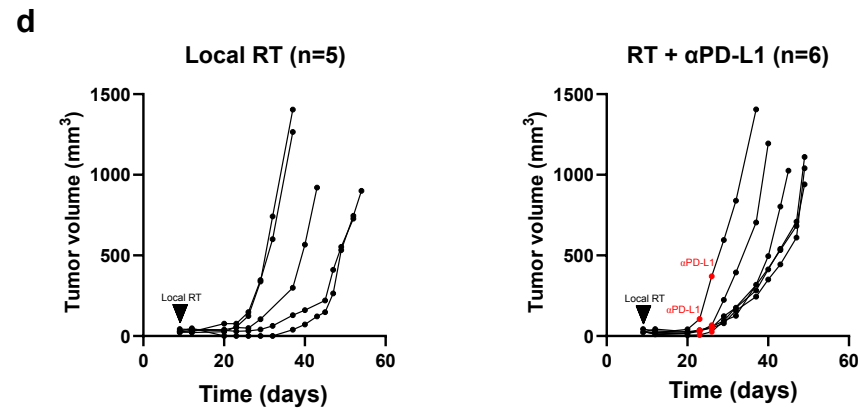 d
Local RT (n=5)
Tumor volume (mm3)
1500
1000
500
0
Local RT
0
20
40
60
Time (days)
RT + αPD-L1 (n=6)
Tumor volume (mm3)
1500
1000
500
0
Local RT
αPD-L1
αPD-L1
0
20
40
60
Time (days)